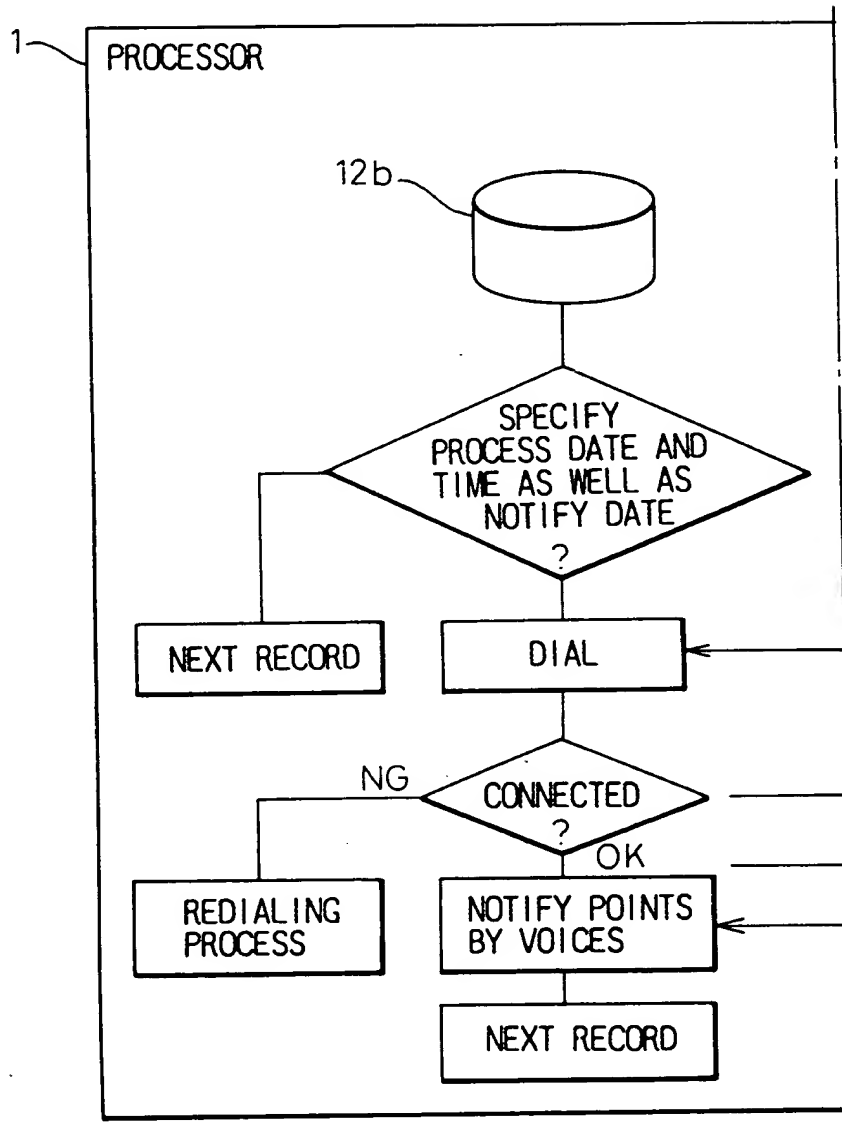 1
PROCESSOR
12b
SPECIFY
PROCESS DATE AND
TIME AS WELL AS
NOTIFY DATE
?
NEXT RECORD
DIAL
NG
CONNECTED
?
OK
REDIALING
PROCESS
NOTIFY POINTS
BY VOICES
NEXT RECORD